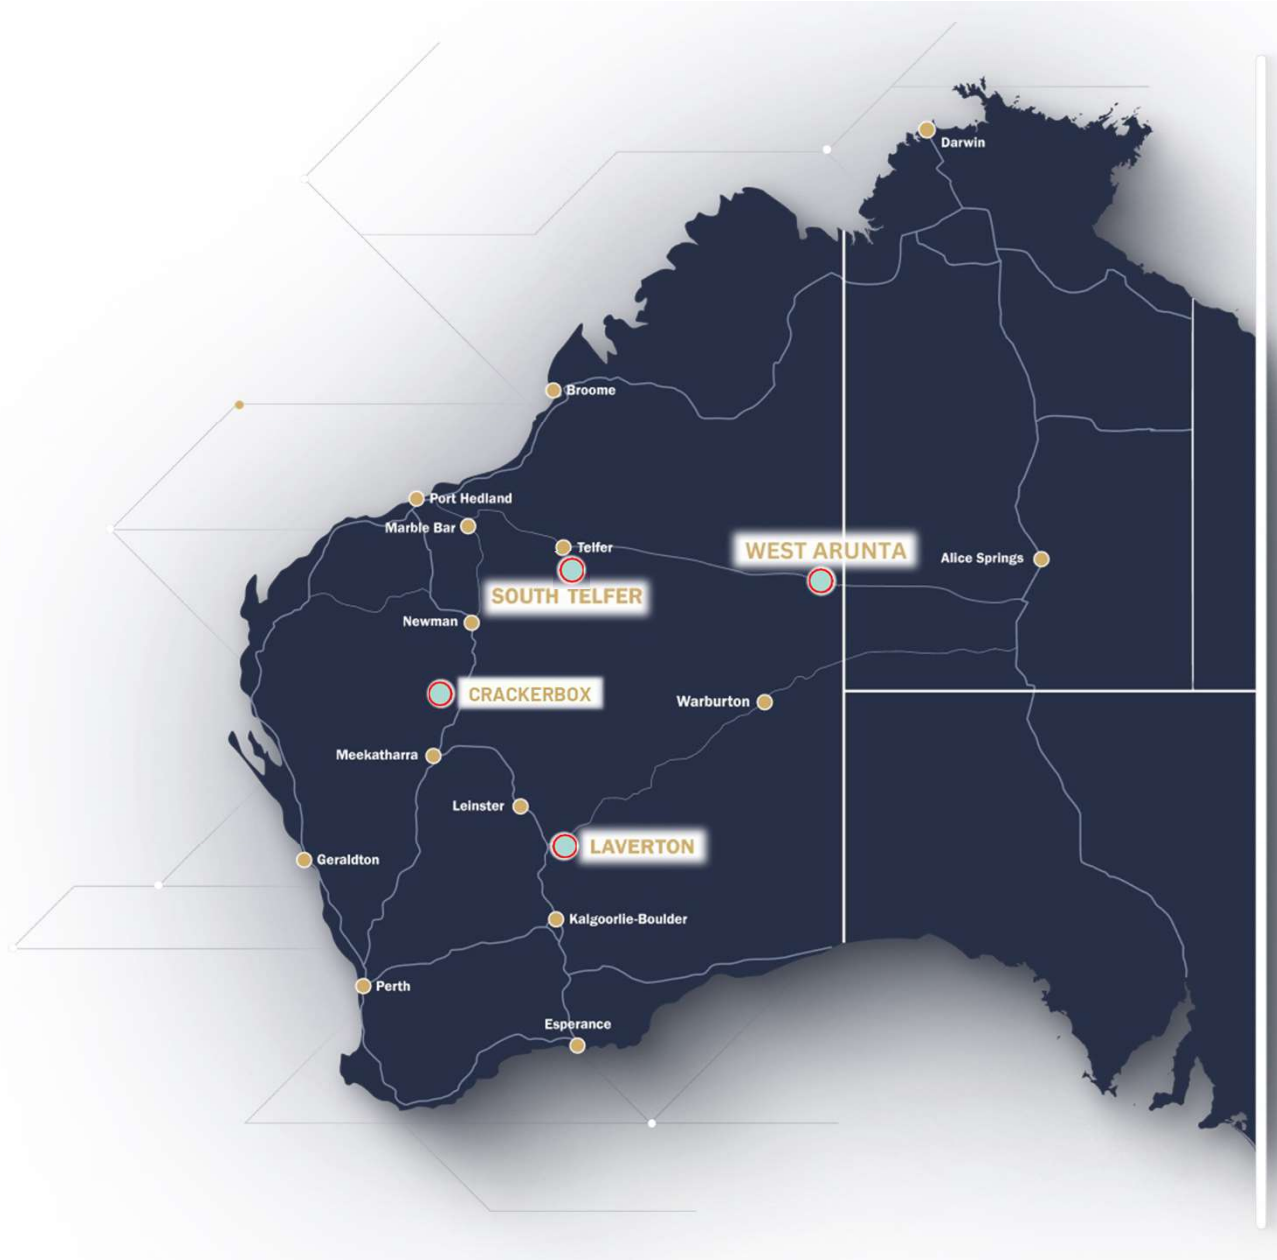 Darwin
Broome
Port Hedland
Marble Bar
Telfer
WEST ARUNTA
Alice Springs
SOUTH TELFER
Newman
CRACKERBOX
Warburton
Meekatharra
Leinster
LAVERTON
Geraldton
Kalgoorlie-Boulder
Perth
Esperance